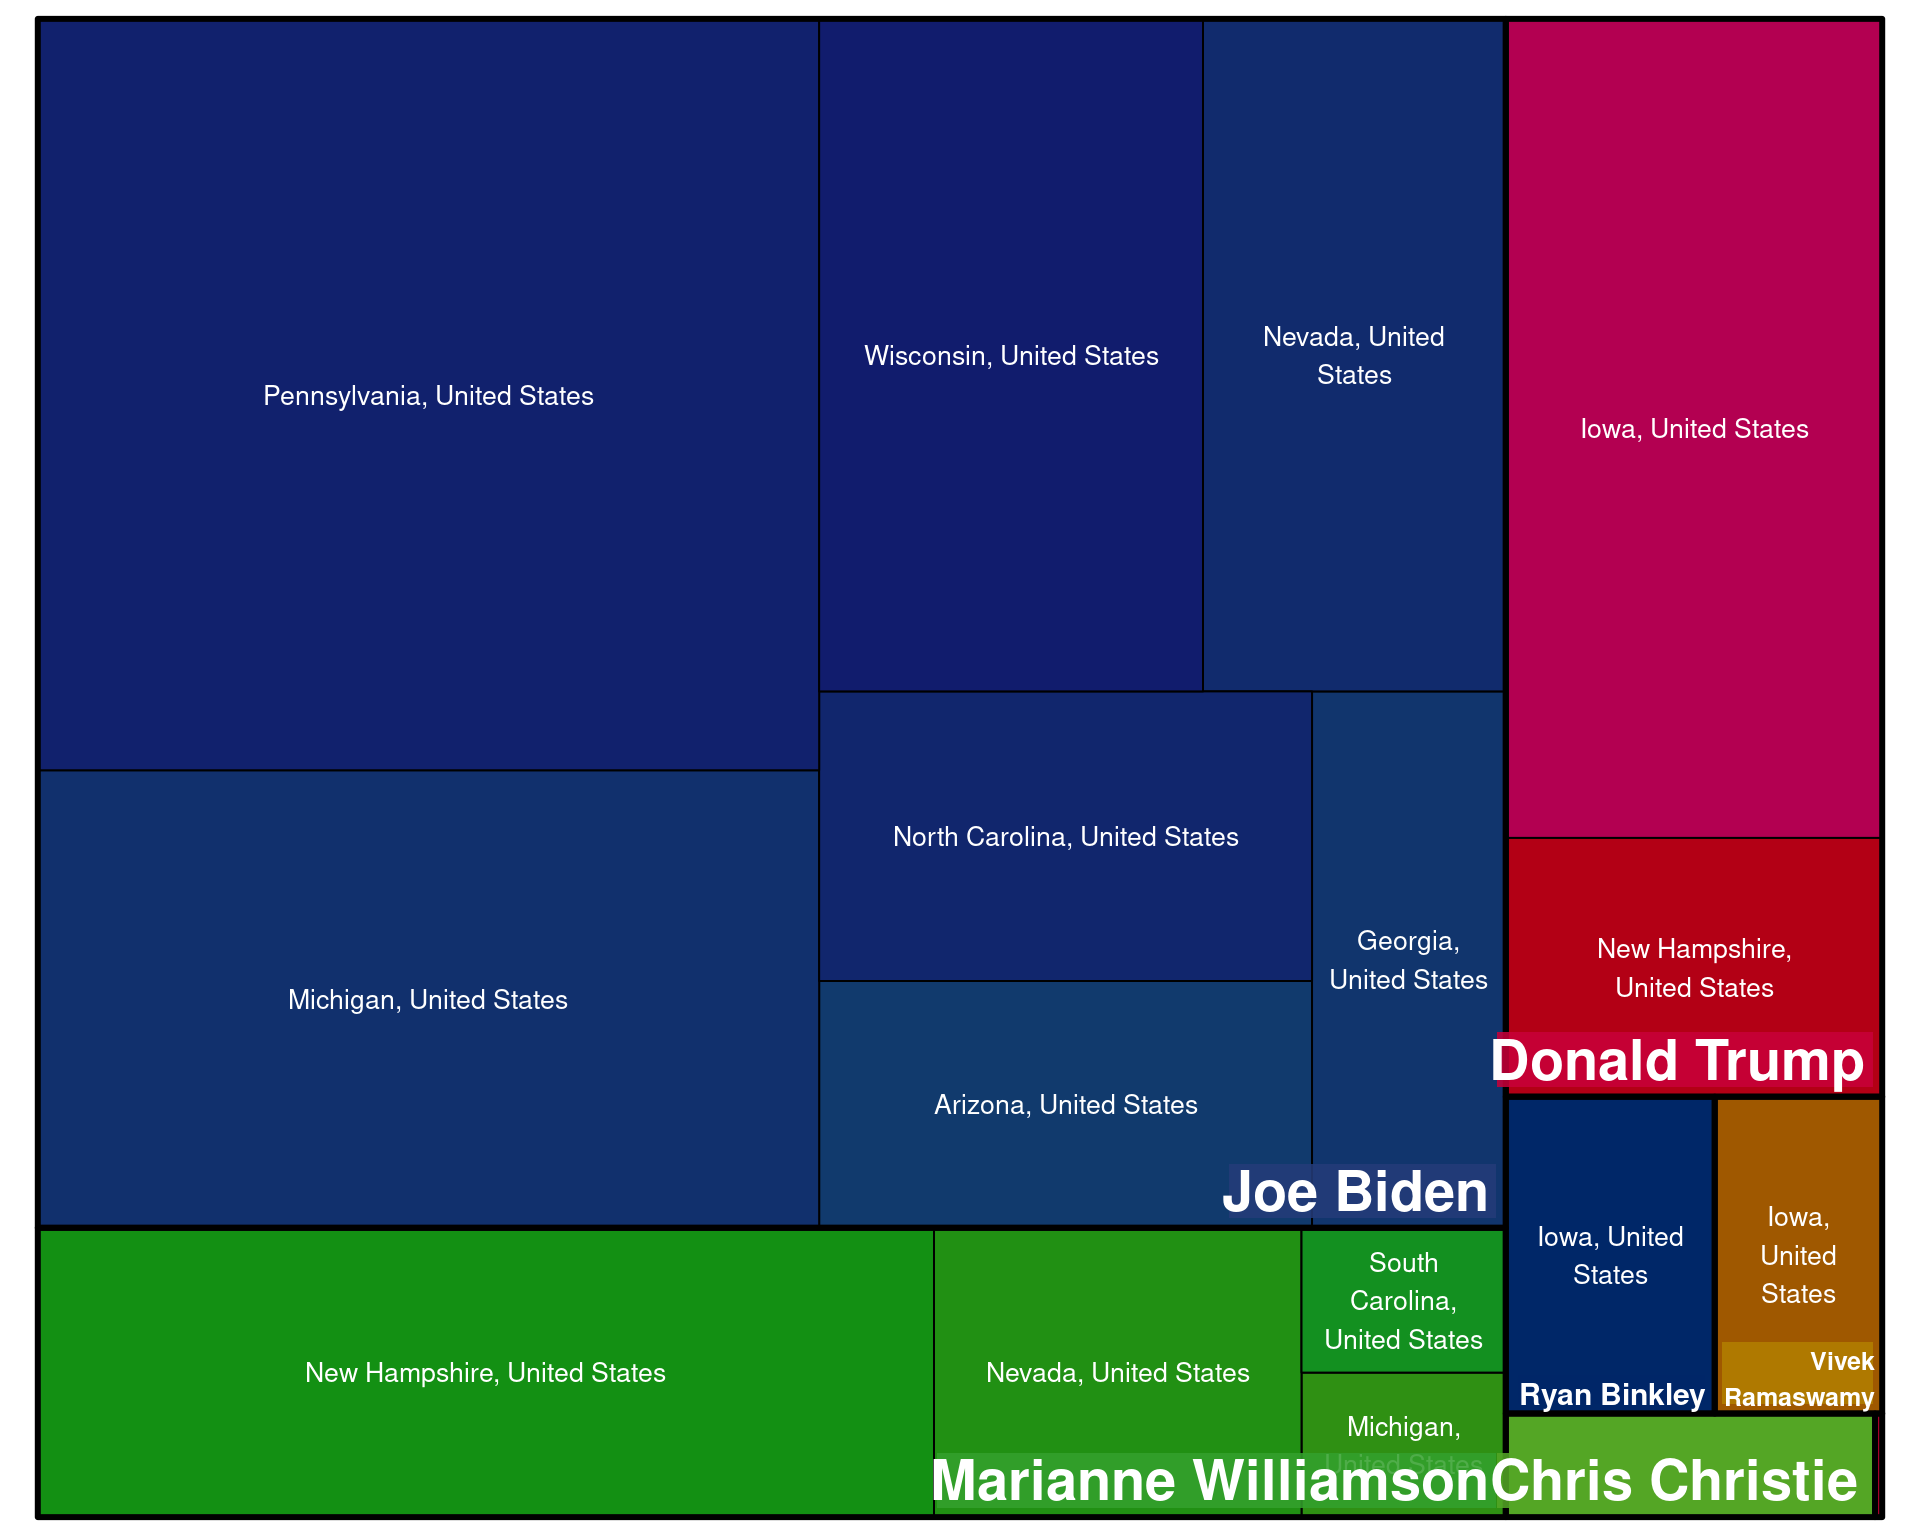 Pennsylvania, United States
Wisconsin, United States
Nevada, United
States
Iowa, United States
Michigan, United States
North Carolina, United States
Georgia,
United States
Arizona, United States
Joe Biden
New Hampshire,
United States
Donald Trump
Iowa, United
States
Ryan Binkley
Iowa,
United
States
Vivek
Ramaswamy
New Hampshire, United States
Nevada, United States
South
Carolina,
United States
Michigan,
United States
Marianne Williamson
Chris Christie